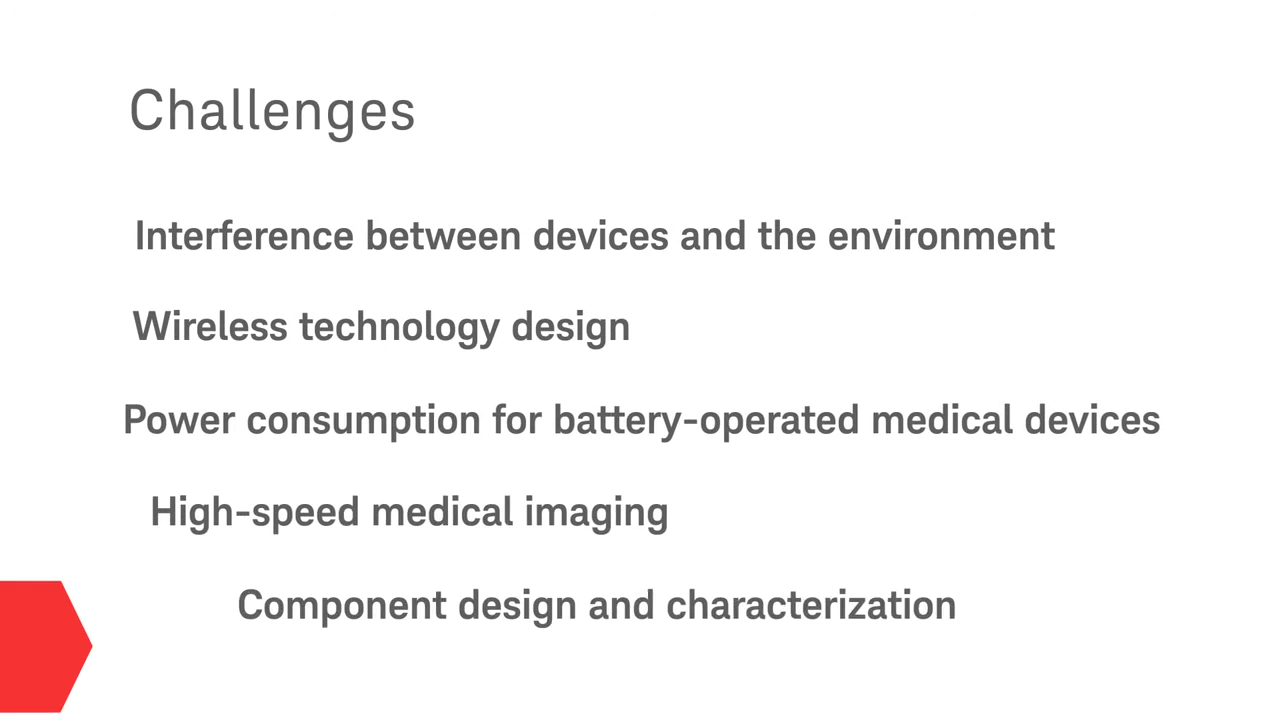 Challenges
Interference between devices and the environment
Wireless technology design
Power consumption for battery-operated medical devices
High-speed medical imaging
Component design and characterization